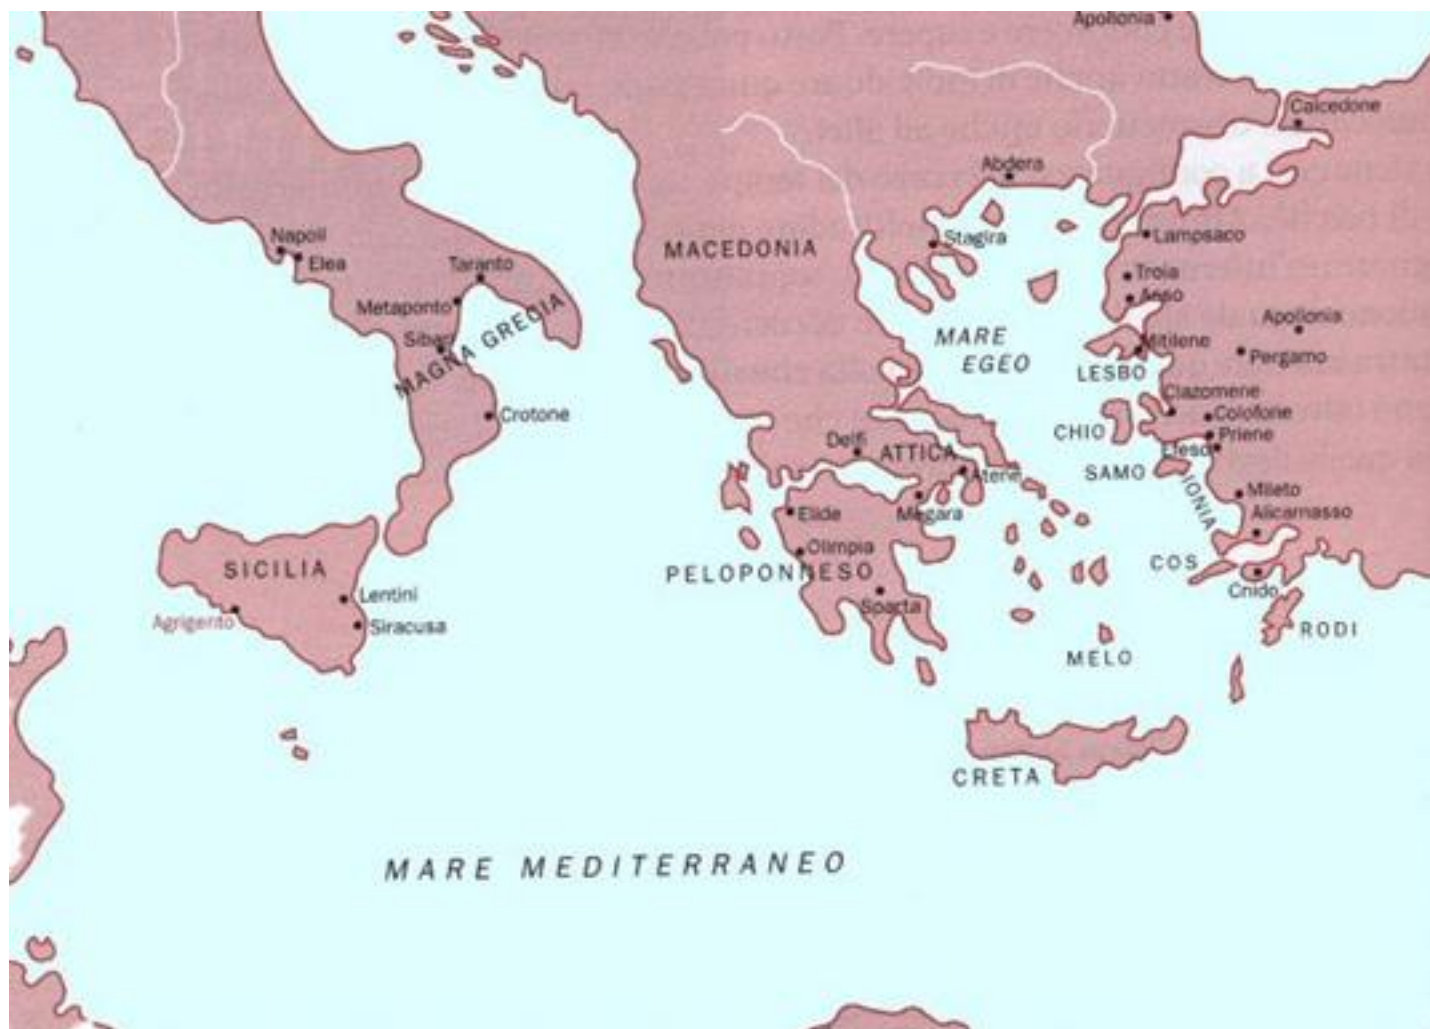 Apollonia
Calcedone
Abdera
Napoli
Elea
Taranto
MACEDONIA
Stagira
Lampsaco
Metaponto
Troia
Asso
Sibari
MAGNA GRECIA
MARE
EGEO
Apollonia
Mitilene
Pergamo
LESBO
Clazomene
Crotone
Colofone
CHIO
Priene
Delfi
ATTICA
Efeso
Atene
SAMO
IONIA
Mileto
Elide
Megara
Alicarnasso
Olimpia
SICILIA
PELOPONNESO
COS
Lentini
Cnido
Sparta
Agrigento
Siracusa
RODI
MELO
CRETA
MARE MEDITERRANEO